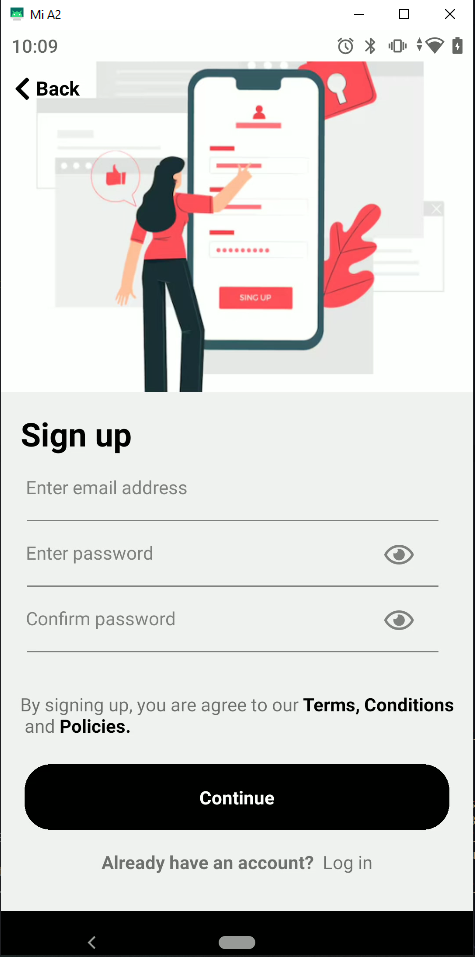 Mi A2
10:09
Back
SING UP
Sign up
Enter email address
Enter password
Confirm password
By signing up, you are agree to our Terms, Conditions
and Policies.
Continue
Already have an account? Log in